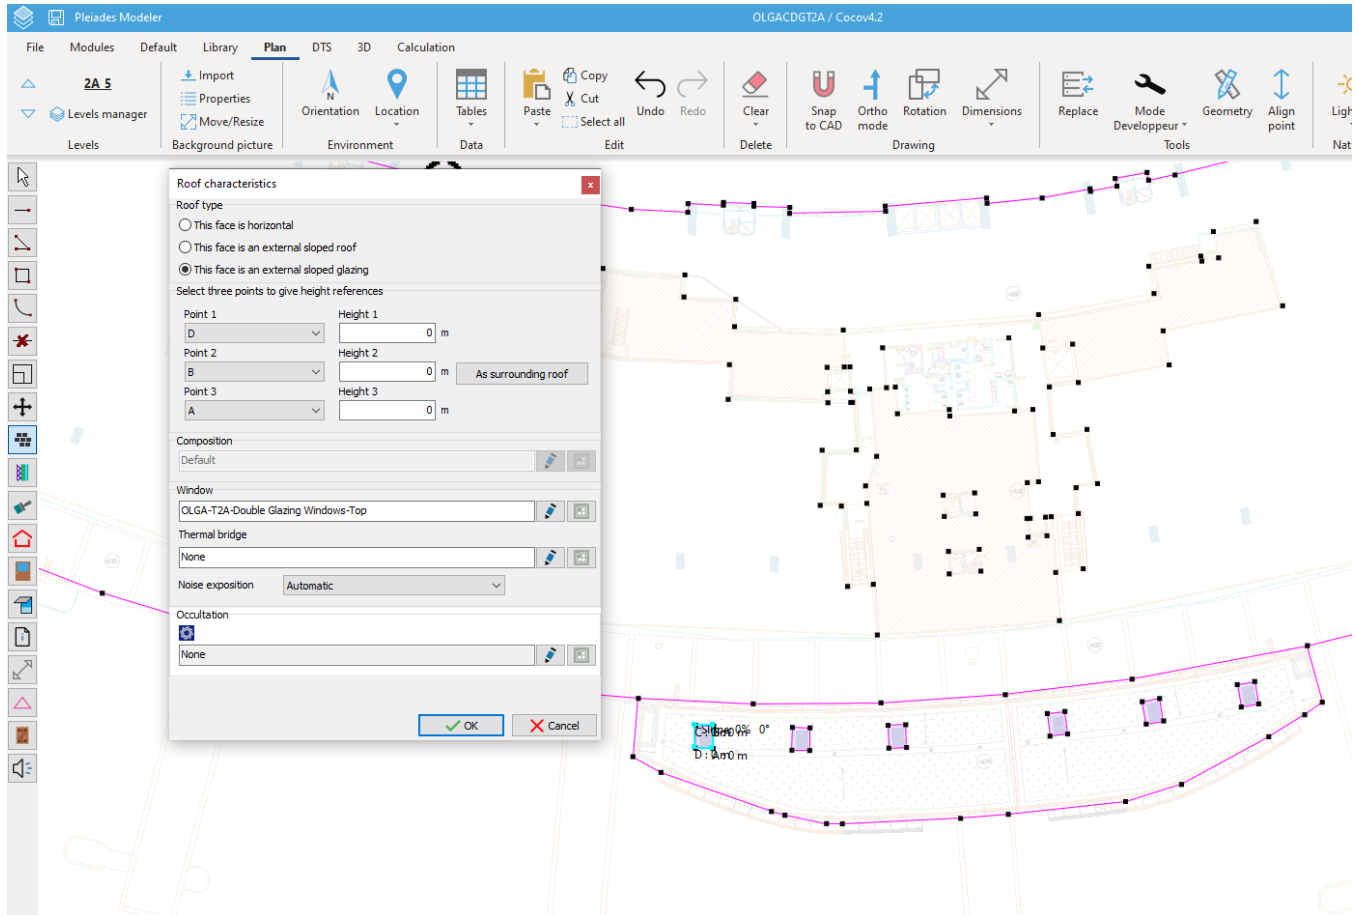 Pleiades Modeler
OLGACDGT2A / Cocov4.2
File Modules Default Library Plan DTS 3D Calculation
2A 5
Levels manager
Levels
Import
Properties
Move/Resize
Background picture
N
Orientation
Location
Environment
Tables
Data
Paste
Copy
Cut
Select all
Undo
Redo
Edit
Clear
Delete
Snap
to CAD
Ortho
mode
Rotation
Dimensions
Drawing
Replace
Mode
Developpeur
Geometry
Align
point
Tools
Ligh
Nat
Roof characteristics
x
Roof type
This face is horizontal
This face is an external sloped roof
This face is an external sloped glazing
Select three points to give height references
Point 1 Height 1
D 0 m
Point 2 Height 2
B 0 m As surrounding roof
Point 3 Height 3
A 0 m
Composition
Default
Window
OLGA-T2A-Double Glazing Windows-Top
Thermal bridge
None
Noise exposition Automatic
Occultation
None
OK Cancel
0% 0°
D :
0 m